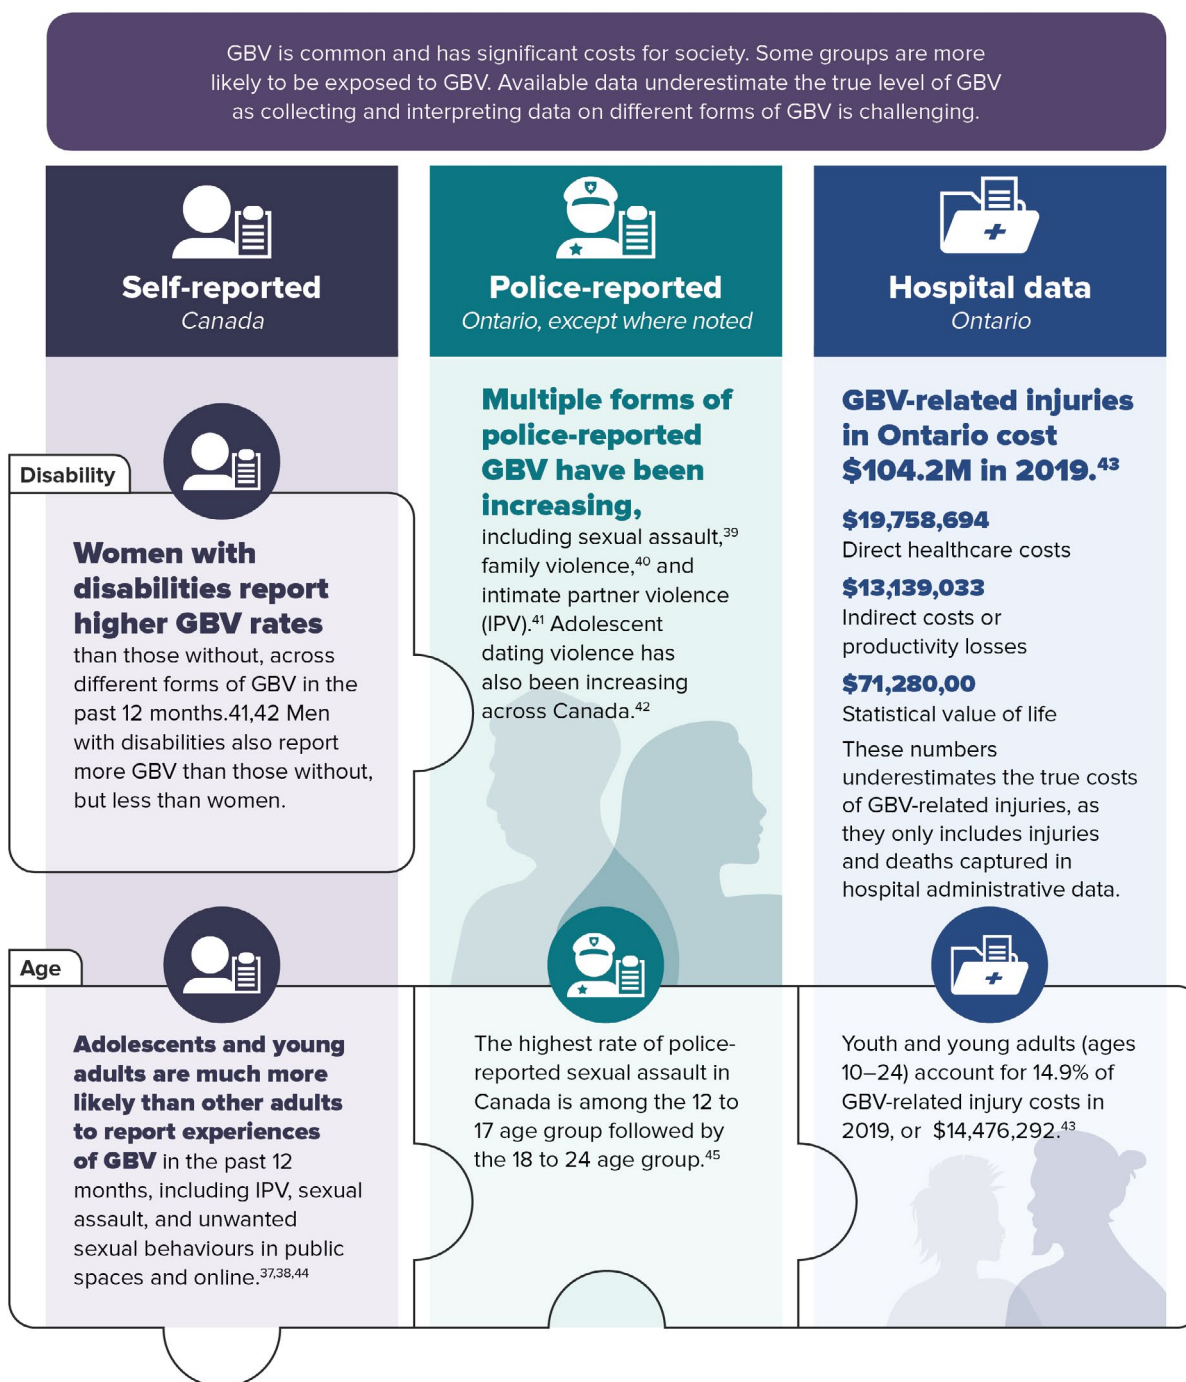 GBV is common and has significant costs for society. Some groups are more
likely to be exposed to GBV. Available data underestimate the true level of GBV
as collecting and interpreting data on different forms of GBV is challenging.
Self-reported
Canada
Police-reported
Ontario, except where noted
Hospital data
Ontario
Disability
Women with
disabilities report
higher GBV rates
than those without, across
different forms of GBV in the
past 12 months.41,42 Men
with disabilities also report
more GBV than those without,
but less than women.
Multiple forms of
police-reported
GBV have been
increasing,
including sexual assault,39
family violence,40 and
intimate partner violence
(IPV).41 Adolescent
dating violence has
also been increasing
across Canada.42
GBV-related injuries
in Ontario cost
$104.2M in 2019.43
$19,758,694
Direct healthcare costs
$13,139,033
Indirect costs or
productivity losses
$71,280,00
Statistical value of life
These numbers
underestimates the true costs
of GBV-related injuries, as
they only includes injuries
and deaths captured in
hospital administrative data.
Age
Adolescents and young
adults are much more
likely than other adults
to report experiences
of GBV in the past 12
months, including IPV, sexual
assault, and unwanted
sexual behaviours in public
spaces and online.37,38,44
The highest rate of police-
reported sexual assault in
Canada is among the 12 to
17 age group followed by
the 18 to 24 age group.45
Youth and young adults (ages
10–24) account for 14.9% of
GBV-related injury costs in
2019, or $14,476,292.43